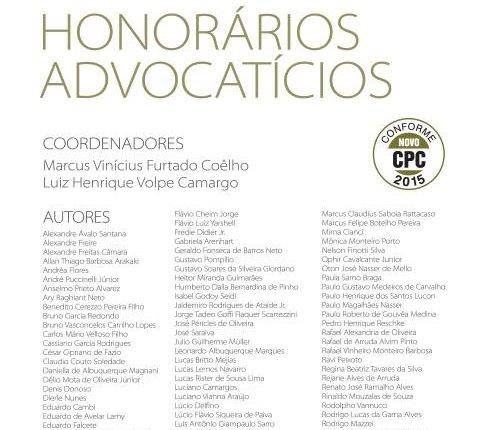 HONORÁRIOS
ADVOCATÍCIOS
COORDENADORES
Marcus Vinícius Furtado Coêlho
Luiz Henrique Volpe Camargo
CONFORME
NOVO
CPC
2015
AUTORES
Alexandre Ávalo Santana
Alexandre Freire
Alexandre Freitas Câmara
Allan Thiago Barbosa Arakaki
Andréa Flores
André Puccinelli Júnior
Anselmo Prieto Alvarez
Ary Raghiant Neto
Benedito Cerezzo Pereira Filho
Bruno Garcia Redondo
Bruno Vasconcelos Carrilho Lopes
Carlos Mário Velloso Filho
Cassiano Garcia Rodrigues
César Cipriano de Fazio
Claudio Couto Soledade
Daniella de Albuquerque Magnani
Délio Mota de Oliveira Júnior
Denis Donoso
Dierle Nunes
Eduardo Cambi
Eduardo de Avelar Lamy
Eduardo Falcete
Flávio Cheim Jorge
Flávio Luiz Yarshell
Fredie Didier Jr.
Gabriela Arenhart
Geraldo Fonseca de Barros Neto
Gustavo Pompílio
Gustavo Soares da Silveira Giordano
Heitor Miranda Guimarães
Humberto Dalla Bernardina de Pinho
Isabel Godoy Seidl
Jaldemiro Rodrigues de Ataíde Jr.
Jorge Tadeo Goffi Flaquer Scartezzini
José Péricles de Oliveira
José Saraiva
Julio Guilherme Müller
Leonardo Albuquerque Marques
Lucas Britto Mejias
Lucas Lemos Navarro
Lucas Rister de Sousa Lima
Luciano Camargos
Luciano Vianna Araújo
Lúcio Delfino
Lúcio Flávio Siqueira de Paiva
Luís Antônio Giampaulo Sarro
Marcus Claudius Saboia Rattacaso
Marcus Felipe Botelho Pereira
Mirna Cianci
Mônica Monteiro Porto
Nelson Finotti Silva
Ophir Cavalcante Junior
Oton José Nasser de Mello
Paula Sarno Braga
Paulo Gustavo Medeiros de Carvalho
Paulo Henrique dos Santos Lucon
Paulo Magalhães Nasser
Paulo Roberto de Gouvêa Medina
Pedro Henrique Reschke
Rafael Alexandria de Oliveira
Rafael de Arruda Alvim Pinto
Rafael Vinheiro Monteiro Barbosa
Ravi Peixoto
Regina Beatriz Tavares da Silva
Rejane Alves de Arruda
Renato José Ramalho Alves
Rinaldo Mouzalas de Souza
Rodolpho Vannucci
Rodrigo Lucas da Gama Alves
Rodrigo Mazzei